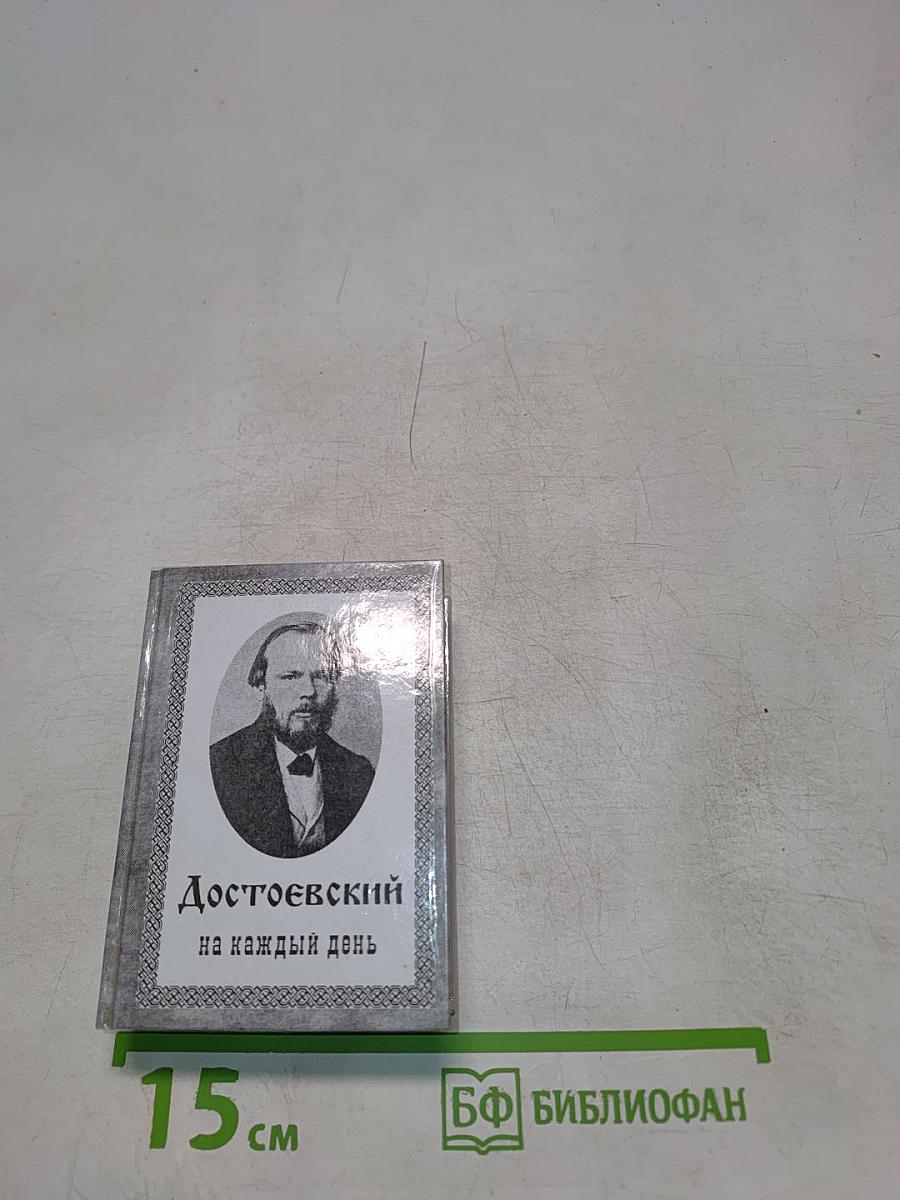 Достоевский
на каждый день
15 см
БФ БИБЛИОФАН